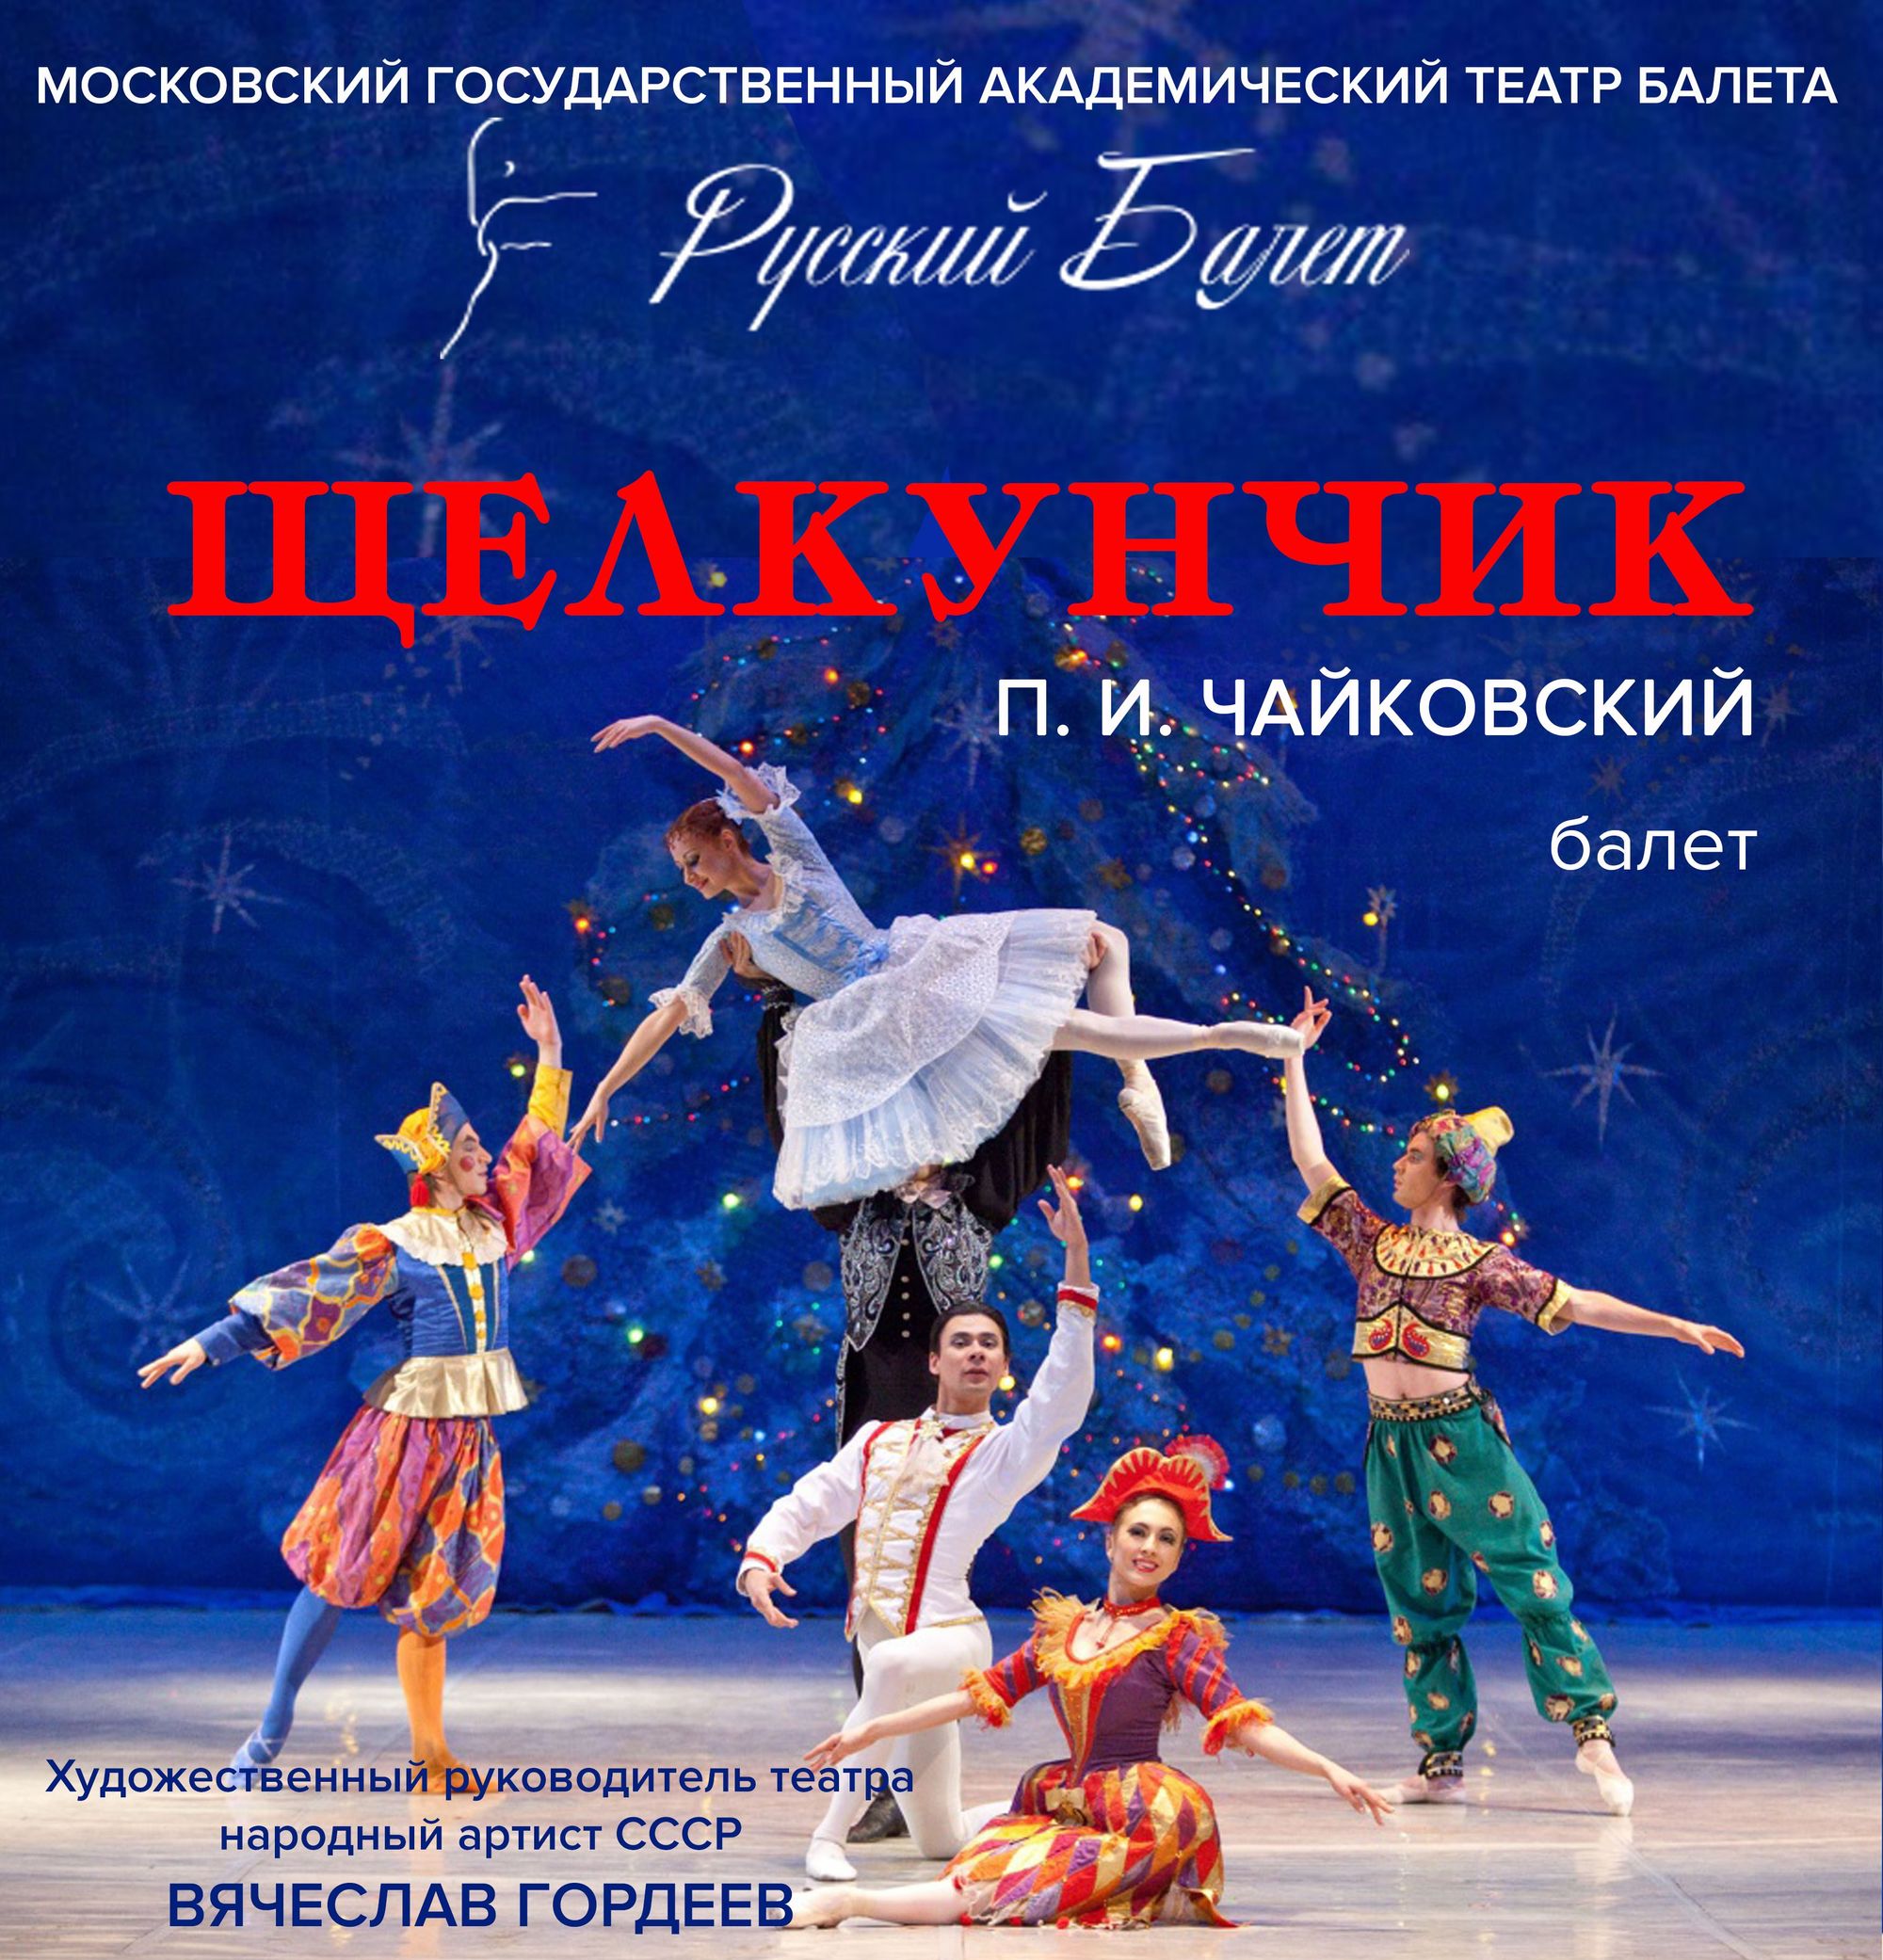 МОСКОВСКИЙ ГОСУДАРСТВЕННЫЙ АКАДЕМИЧЕСКИЙ ТЕАТР БАЛЕТА
Русский Балет
ЩЕЛКУНЧИК
П. И. ЧАЙКОВСКИЙ
балет
Художественный руководитель театра
народный артист СССР
ВЯЧЕСЛАВ ГОРДЕЕВ